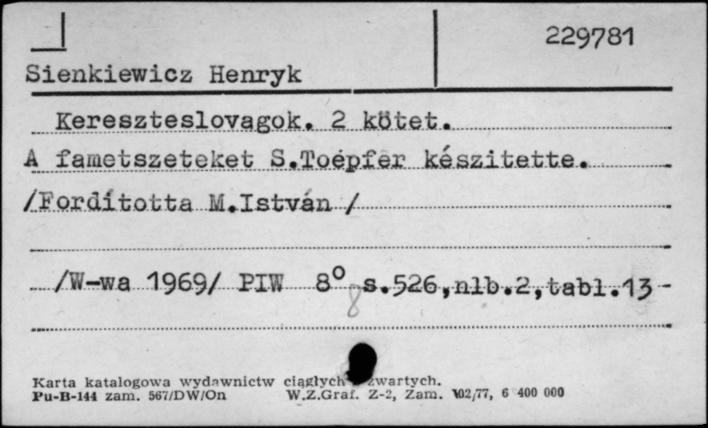 229781
Sienkiewicz Henryk
Kereszteslovagok. 2 kötet.
A fametszeteket S.Toépfer készitette.
/Forditotta M.István /
/W-wa 1969/ PIW 8° s.526,nlb.2,tabl.13-
8
Karta katalogowa wydawnictw ciągłych zwartych.
Pu-B-144 zam. 567/DW/On W.Z.Graf. Z-2, Zam. 102/77, 6 400 000